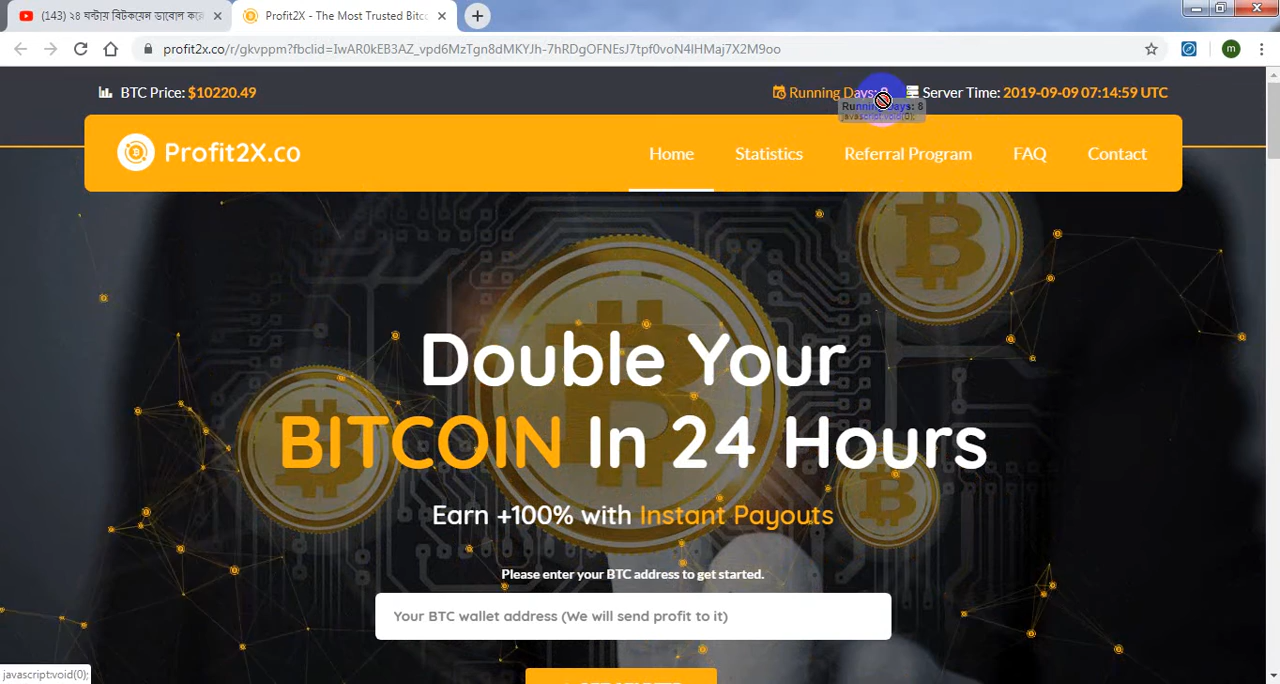 (143) ২৪ ঘন্টায় বিটকয়েন ডাবোল করে
Profit2X - The Most Trusted Bitc
profit2x.co/r/gkvppm?fbclid=IwAR0kEB3AZ_vpd6MzTgn8dMKYJh-7hRDgOFNEsJ7tpf0voN4lHMaj7X2M9oo
m
BTC Price: $10220.49
Running Days: 8
Server Time: 2019-09-09 07:14:59 UTC
Running Days: 8
javascript:void(0);
Profit2X.co
Home
Statistics
Referral Program
FAQ
Contact
Double Your
BITCOIN In 24 Hours
Earn +100% with Instant Payouts
Please enter your BTC address to get started.
Your BTC wallet address (We will send profit to it)
javascript:void(0);